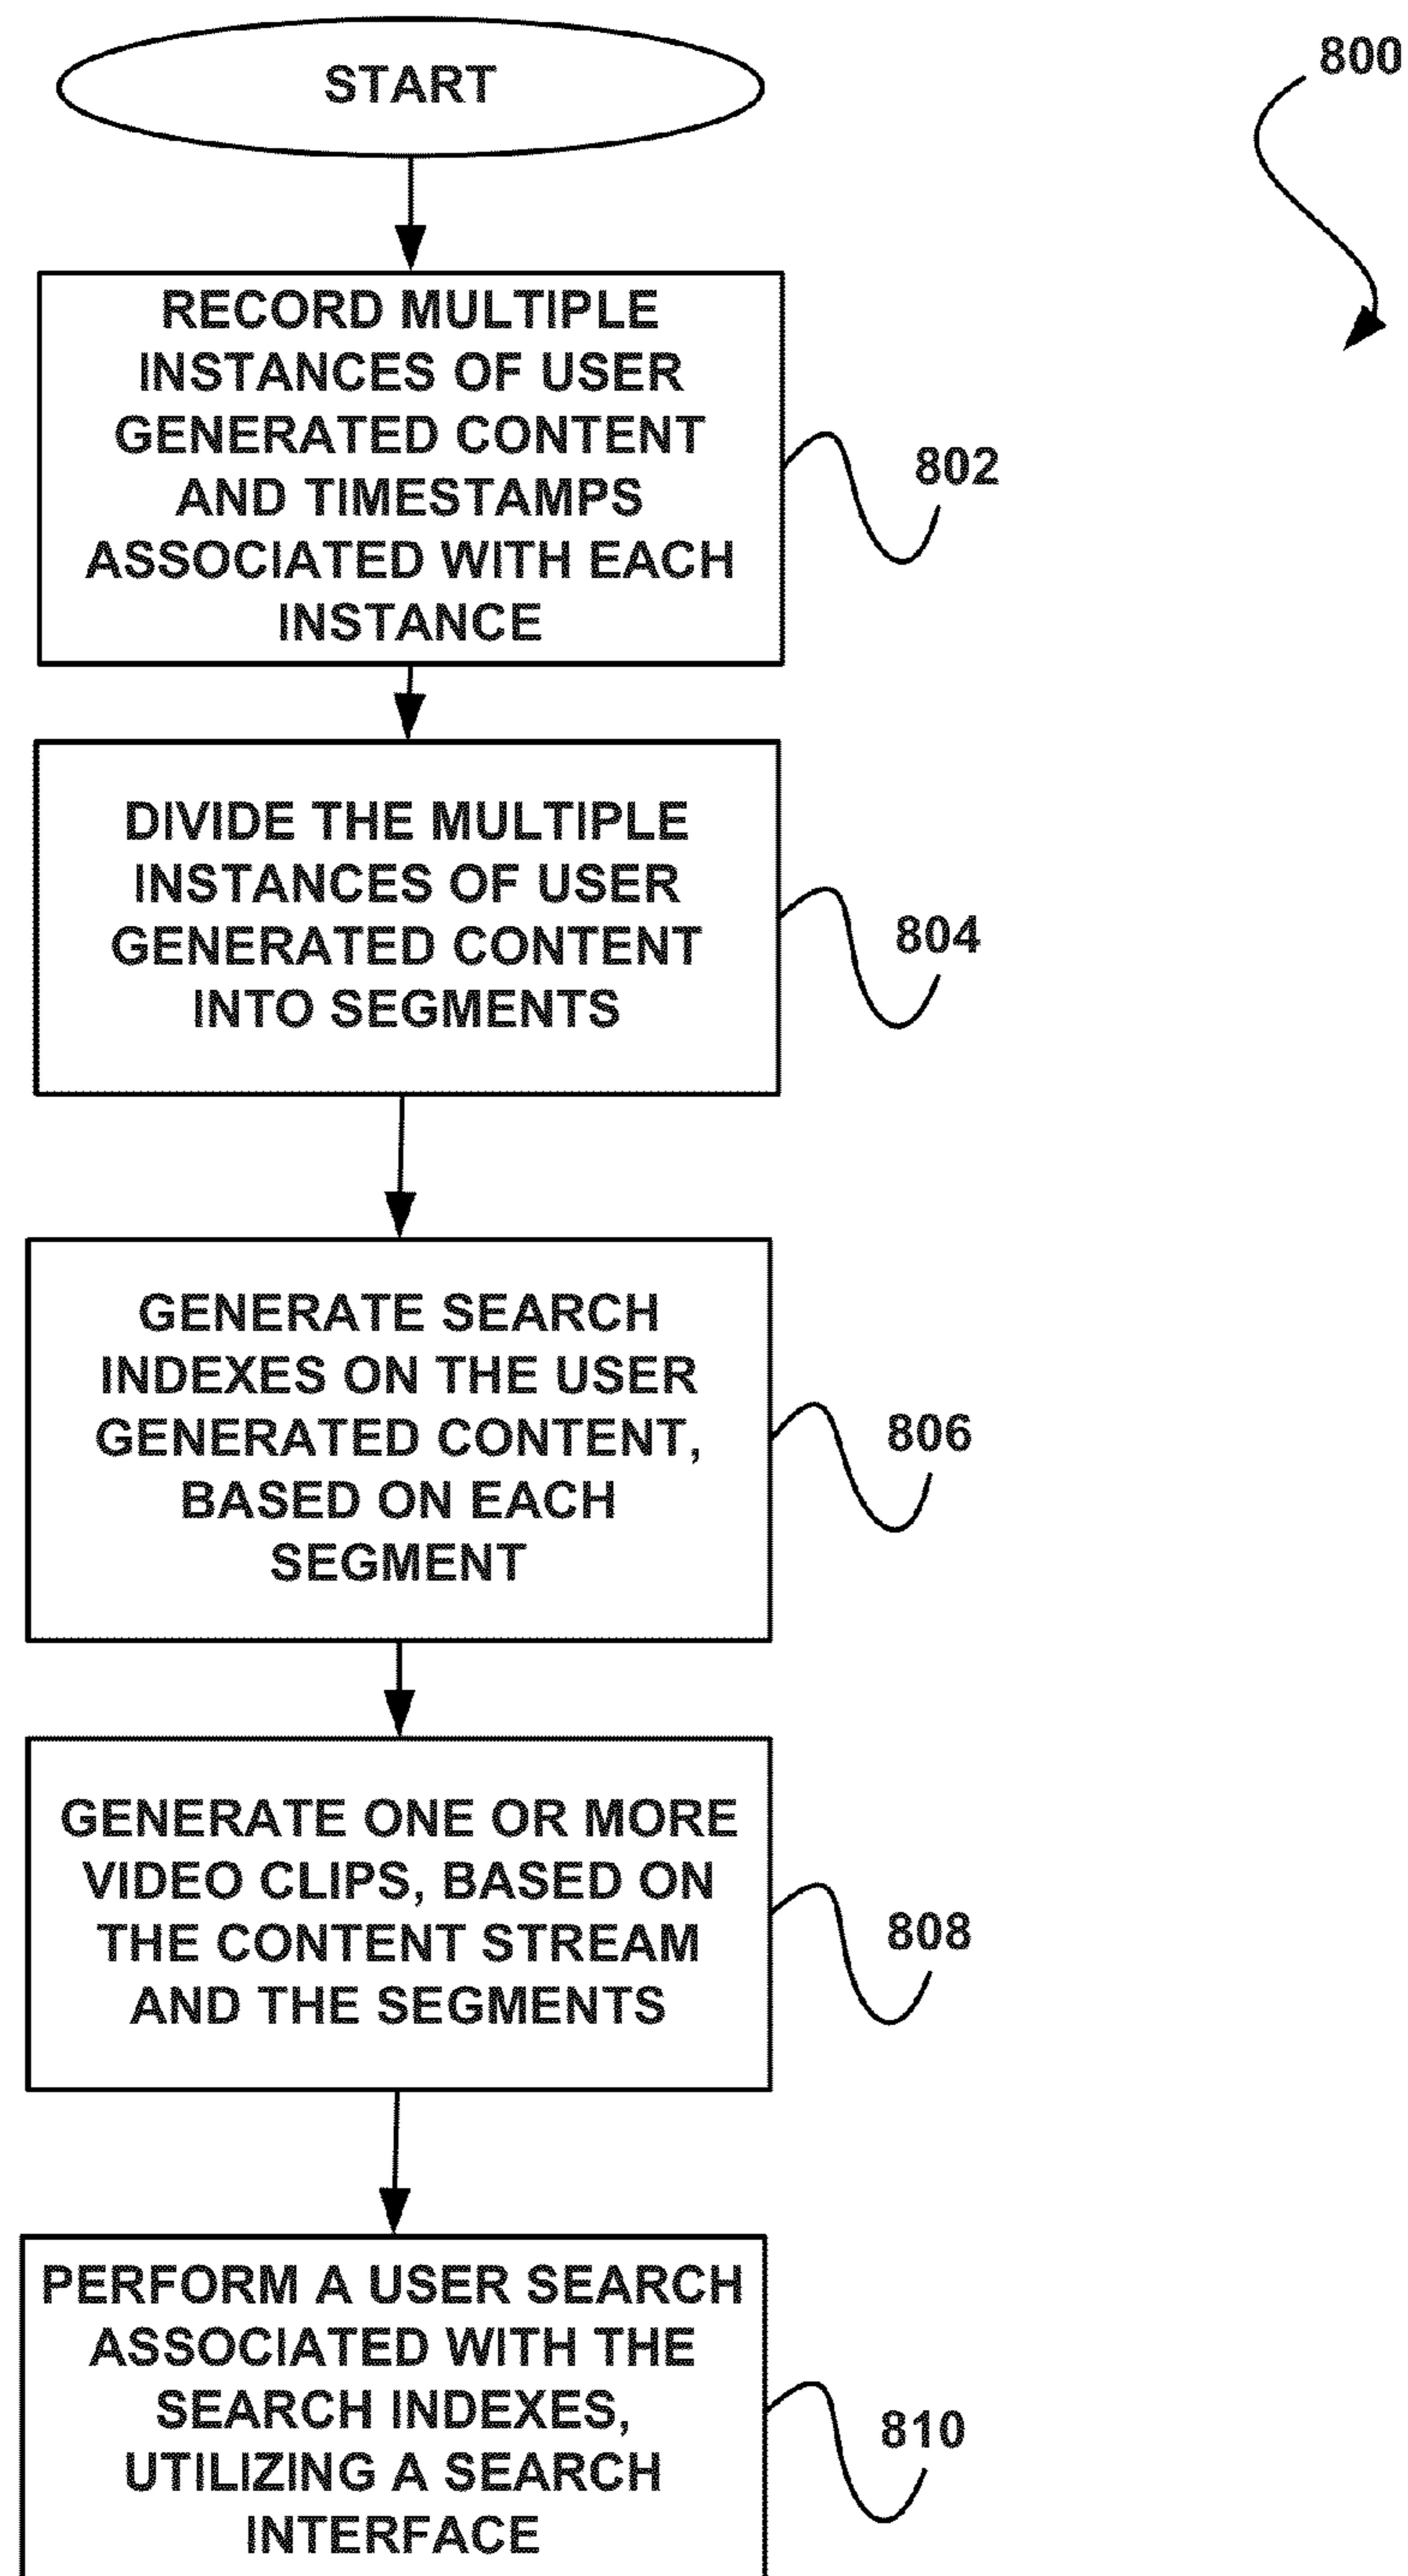 START
800
RECORD MULTIPLE
INSTANCES OF USER
GENERATED CONTENT
AND TIMESTAMPS
ASSOCIATED WITH EACH
INSTANCE
802
DIVIDE THE MULTIPLE
INSTANCES OF USER
GENERATED CONTENT
INTO SEGMENTS
804
GENERATE SEARCH
INDEXES ON THE USER
GENERATED CONTENT,
BASED ON EACH
SEGMENT
806
GENERATE ONE OR MORE
VIDEO CLIPS, BASED ON
THE CONTENT STREAM
AND THE SEGMENTS
808
PERFORM A USER SEARCH
ASSOCIATED WITH THE
SEARCH INDEXES,
UTILIZING A SEARCH
INTERFACE
810